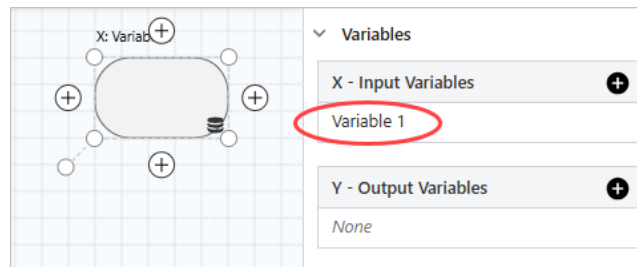 X: Variab
Variables
X - Input Variables
Variable 1
Y - Output Variables
None